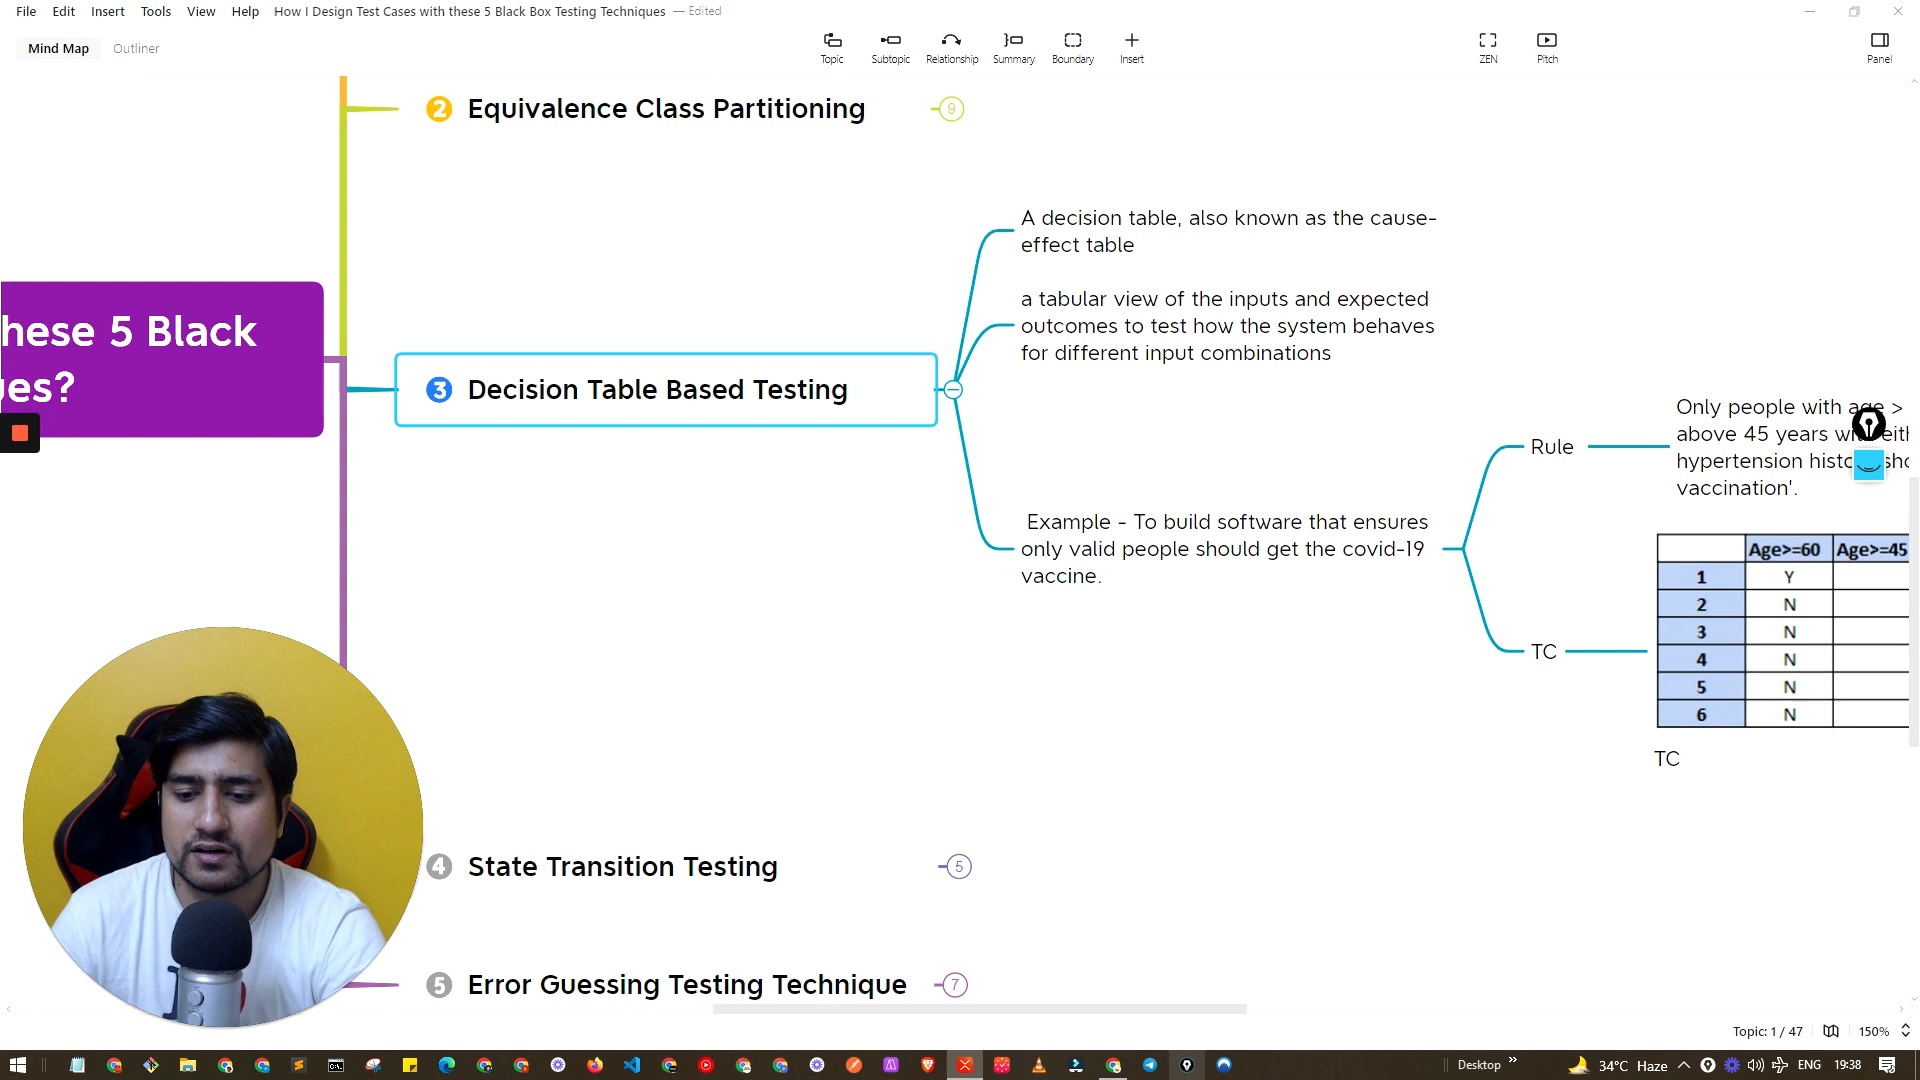 File Edit Insert Tools View Help How I Design Test Cases with these 5 Black Box Testing Techniques — Edited
Mind Map Outliner
Topic Subtopic Relationship Summary Boundary Insert ZEN Pitch Panel
2 Equivalence Class Partitioning 9
A decision table, also known as the cause-
effect table
a tabular view of the inputs and expected
outcomes to test how the system behaves
for different input combinations
hese 5 Black
es?
3 Decision Table Based Testing
Only people with age >
above 45 years
hypertension
vaccination'.
Rule
Example - To build software that ensures
only valid people should get the covid-19
vaccine.
TC
Age>=60 Age>=45
1 Y
2 N
3 N
4 N
5 N
6 N
TC
4 State Transition Testing 5
5 Error Guessing Testing Technique 7
Topic: 1 / 47 150%
Desktop 34°C Haze ENG 19:38